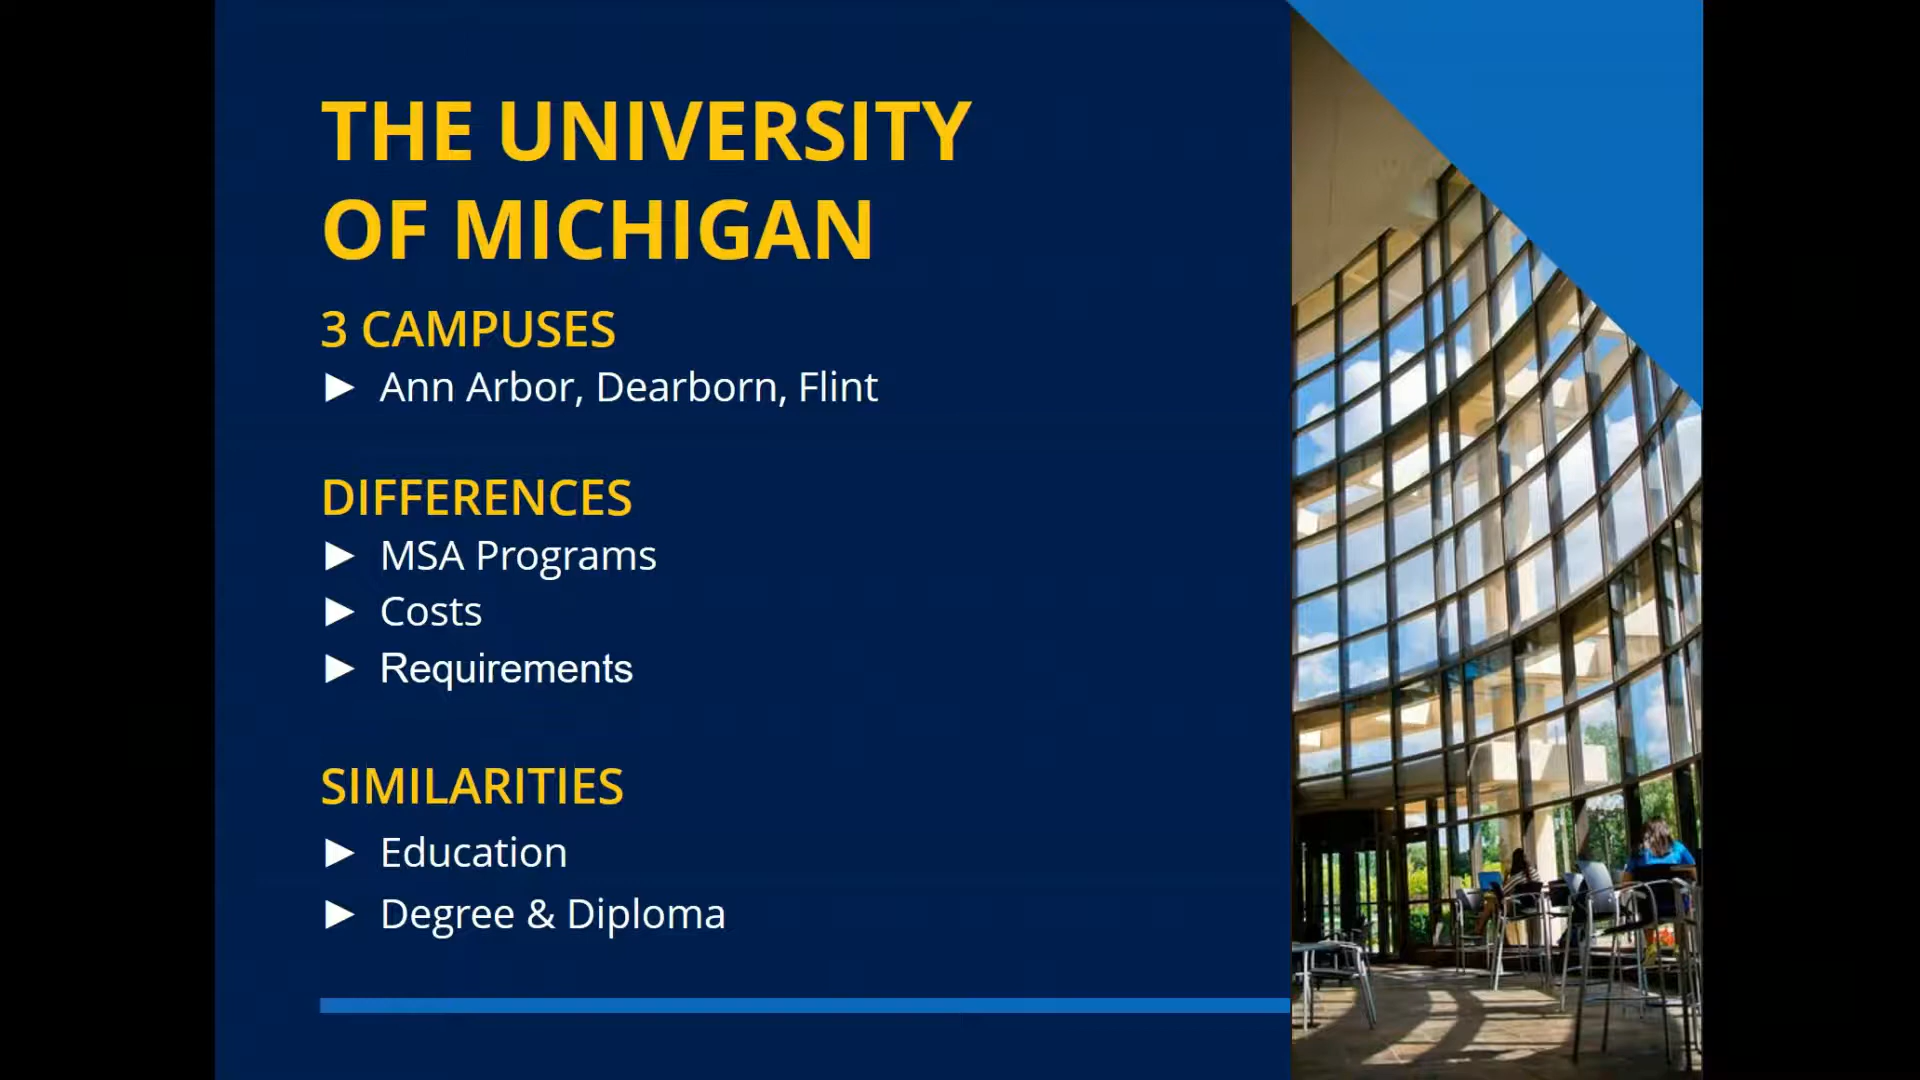 THE UNIVERSITY
OF MICHIGAN
3 CAMPUSES
► Ann Arbor, Dearborn, Flint
DIFFERENCES
► MSA Programs
► Costs
► Requirements
SIMILARITIES
► Education
► Degree & Diploma